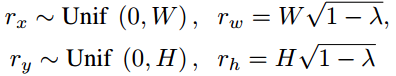 r_x ∼ Unif (0, W), r_w = W√(1 − λ),
r_y ∼ Unif (0, H), r_h = H√(1 − λ)